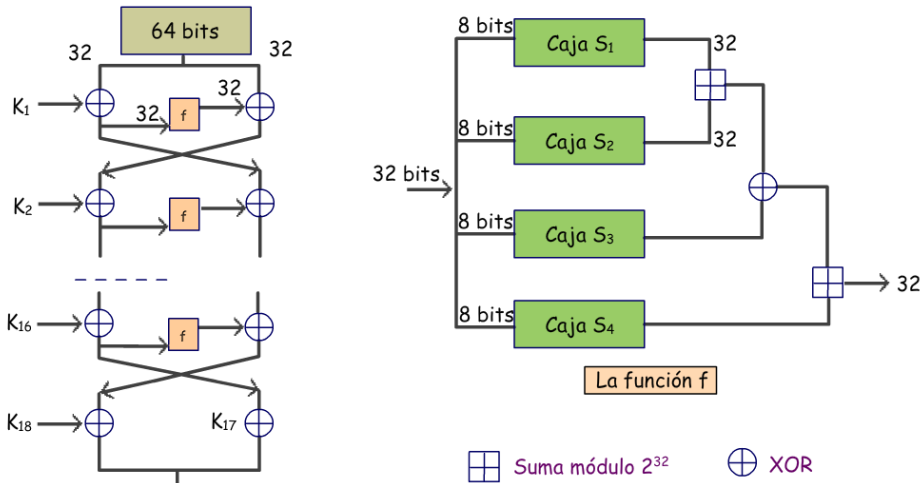 64 bits
32
32
K₁
32
f
32
K₂
f
K₁₆
f
K₁₈
K₁₇
8 bits
Caja S₁
32
8 bits
Caja S₂
32
32 bits
8 bits
Caja S₃
8 bits
Caja S₄
32
La función f
Suma módulo 2³²
XOR